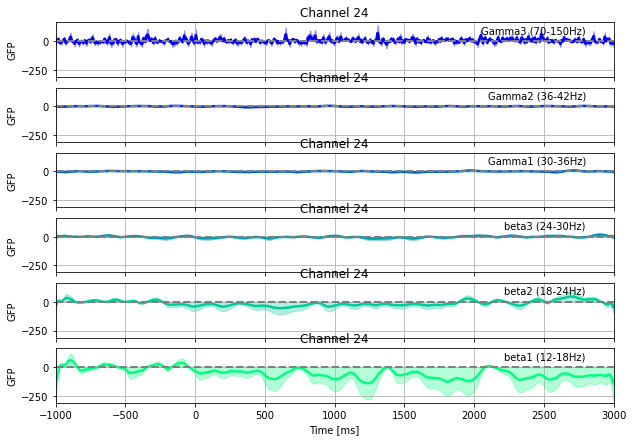 Channel 24
Gamma3 (70-150Hz)
0
GFP
−250
Channel 24
Gamma2 (36-42Hz)
0
GFP
−250
Channel 24
Gamma1 (30-36Hz)
0
GFP
−250
Channel 24
beta3 (24-30Hz)
0
GFP
−250
Channel 24
beta2 (18-24Hz)
0
GFP
−250
Channel 24
beta1 (12-18Hz)
0
GFP
−250
−1000 −500 0 500 1000 1500 2000 2500 3000
Time [ms]